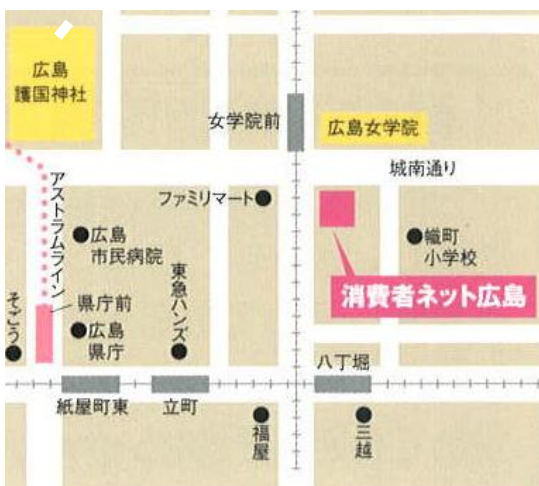 広島
護国神社
女学院前
広島女学院
城南通り
アストラムライン
ファミリマート
広島
市民病院
幟町
小学校
消費者ネット広島
東急ハンズ
そごう
県庁前
広島
県庁
八丁堀
紙屋町東
立町
福屋
三越